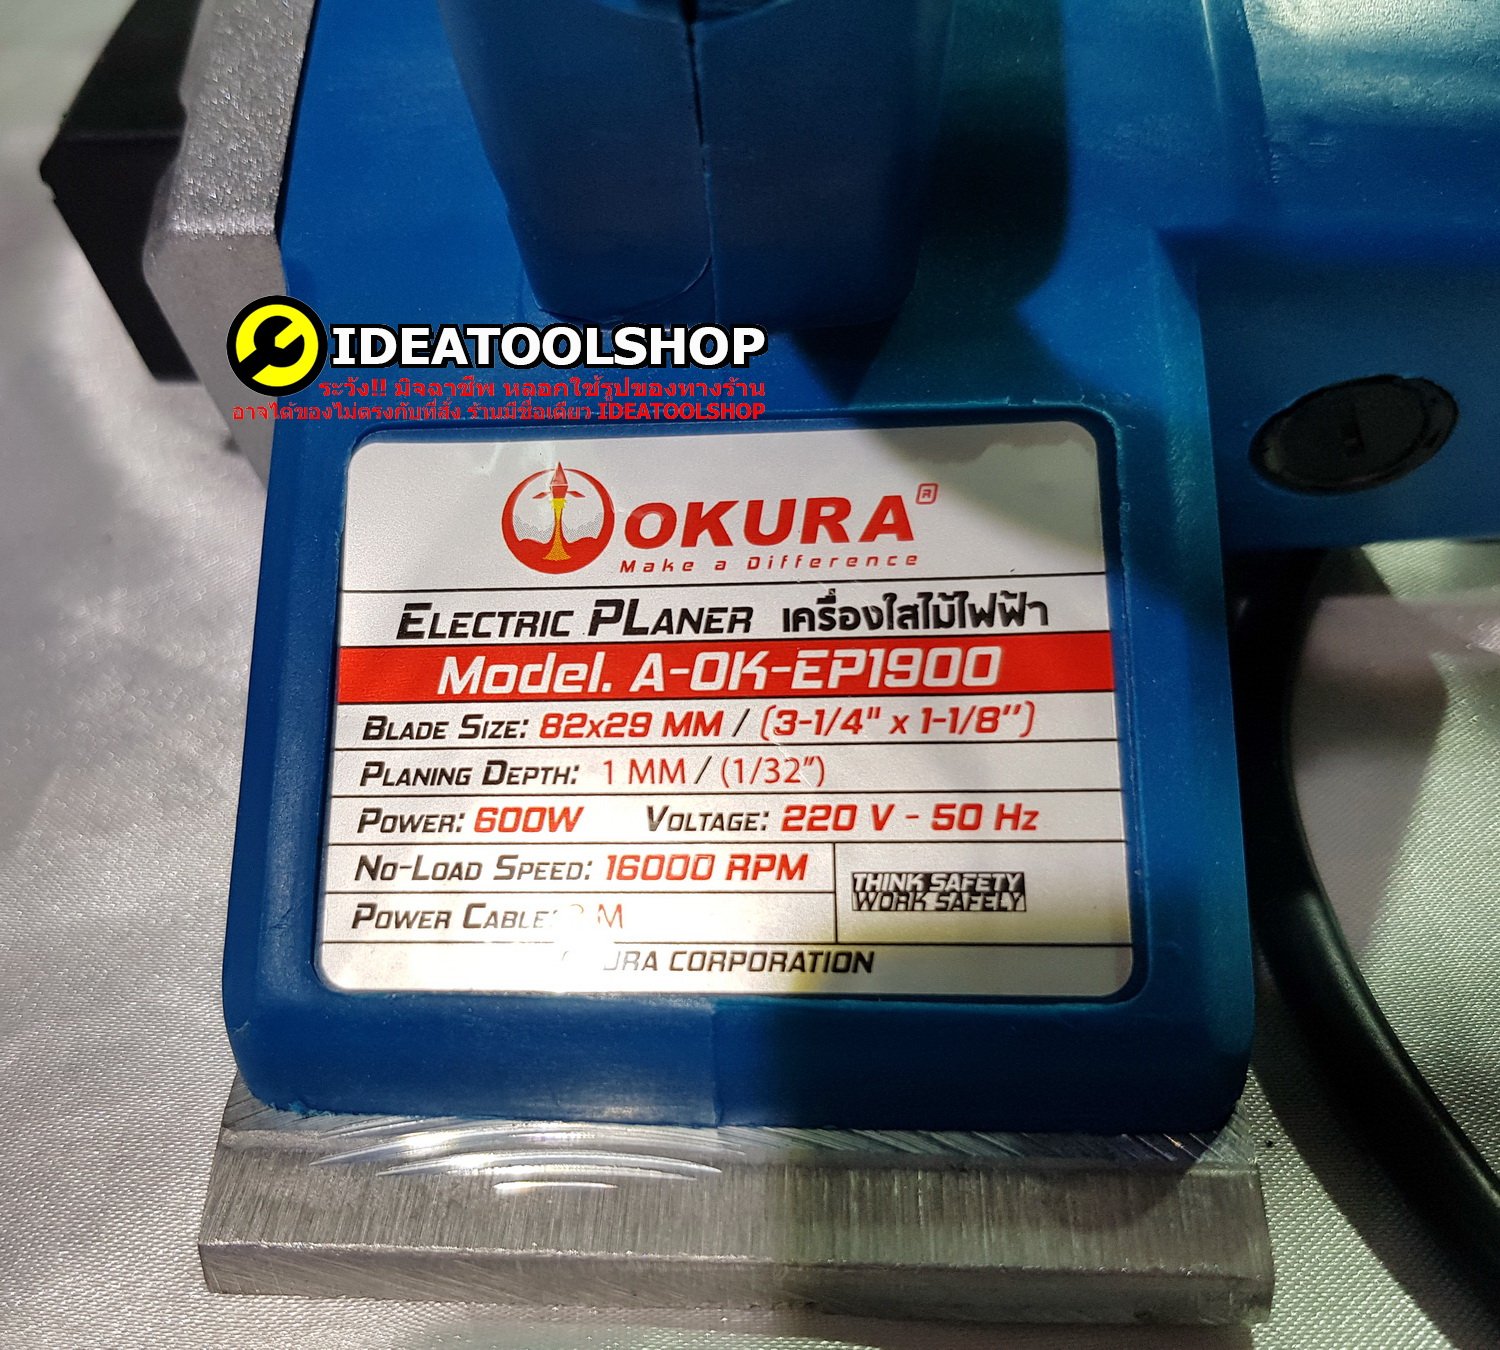 IDEATOOLSHOP
ระวัง!! มิจฉาชีพ หลอกใช้รูปของทางร้าน
อาจได้ของไม่ตรงกับที่สั่ง ร้านมีชื่อเดียว IDEATOOLSHOP
OKURA®
Make a Difference
ELECTRIC PLANER เครื่องใสไม้ไฟฟ้า
Model. A-OK-EP1900
BLADE SIZE: 82x29 MM / (3-1/4" x 1-1/8")
PLANING DEPTH: 1 MM / (1/32")
POWER: 600W VOLTAGE: 220 V - 50 Hz
NO-LOAD SPEED: 16000 RPM
THINK SAFETY
WORK SAFELY
POWER CABLE: M
CORPORATION